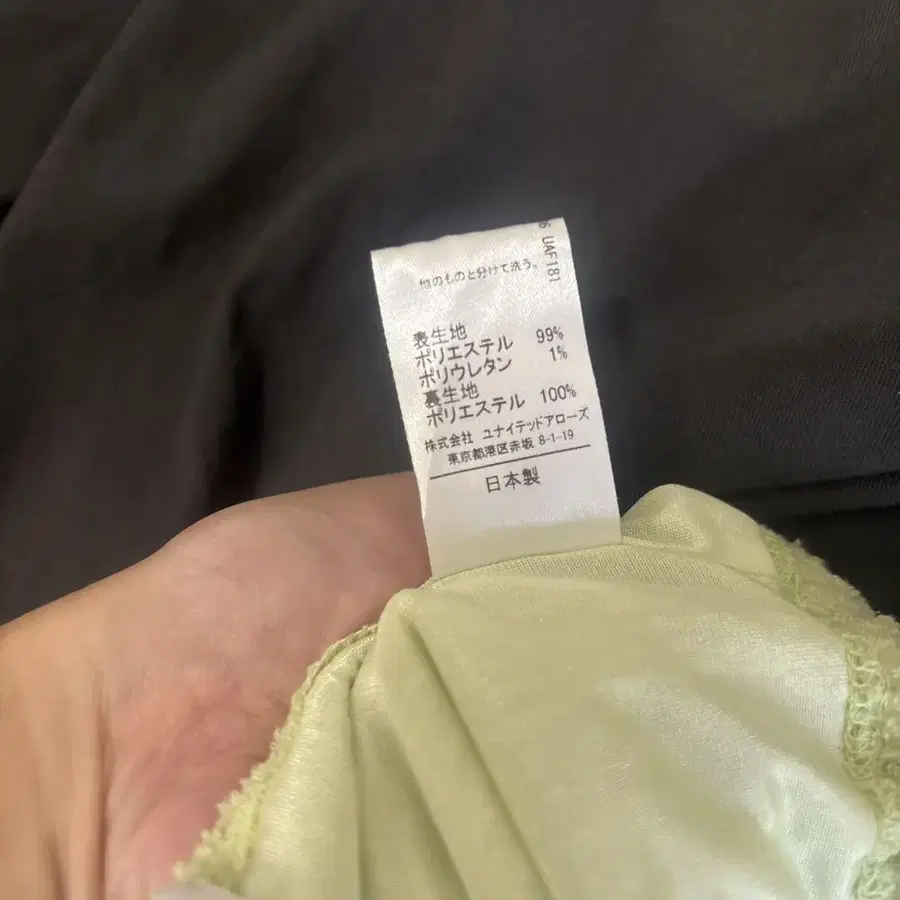 UAF181
他のものと分けて洗う。
表生地
ポリエステル 99%
ポリウレタン 1%
裏生地
ポリエステル 100%
株式会社 ユナイテッドアローズ
東京都港区赤坂 8-1-19
日本製